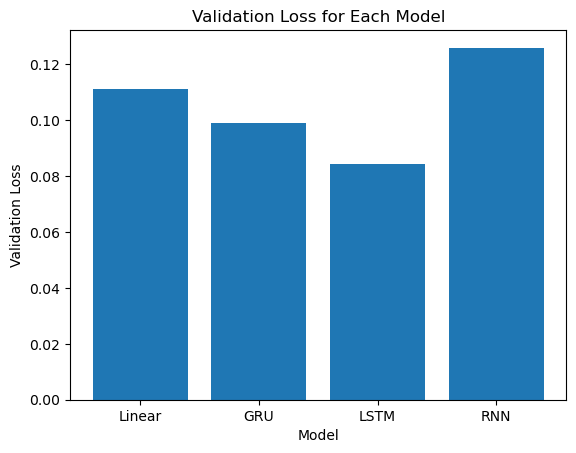 Validation Loss for Each Model
Validation Loss
0.12
0.10
0.08
0.06
0.04
0.02
0.00
Linear GRU LSTM RNN
Model